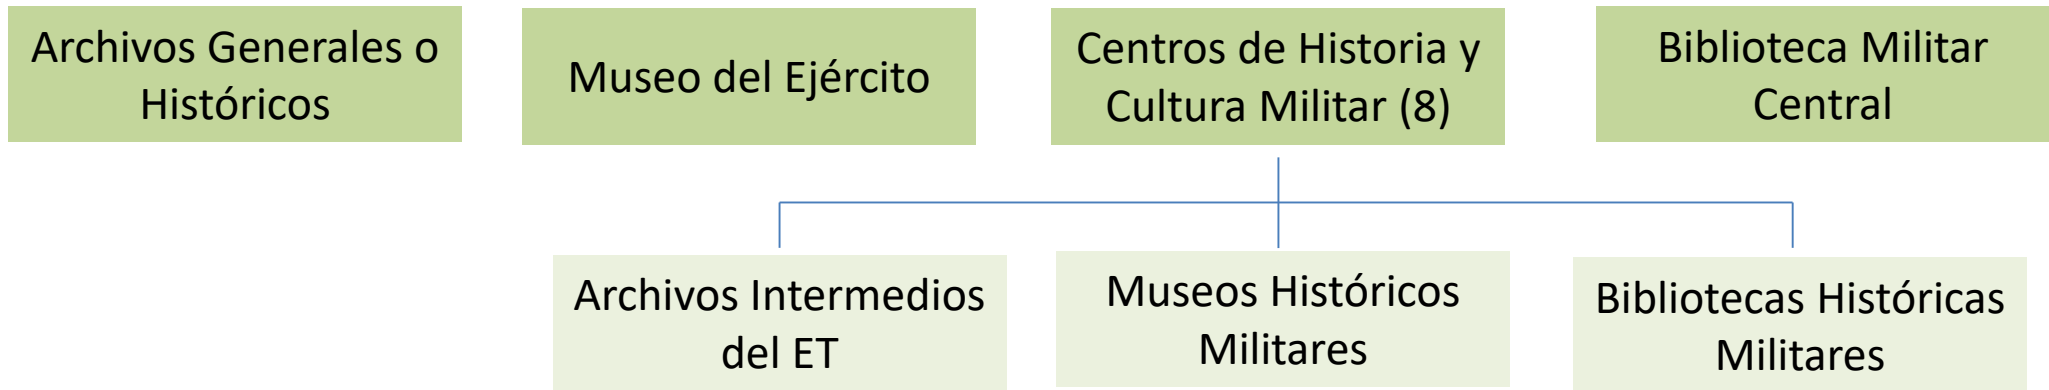 Archivos Generales o
Históricos
Museo del Ejército
Centros de Historia y
Cultura Militar (8)
Biblioteca Militar
Central
Archivos Intermedios
del ET
Museos Históricos
Militares
Bibliotecas Históricas
Militares